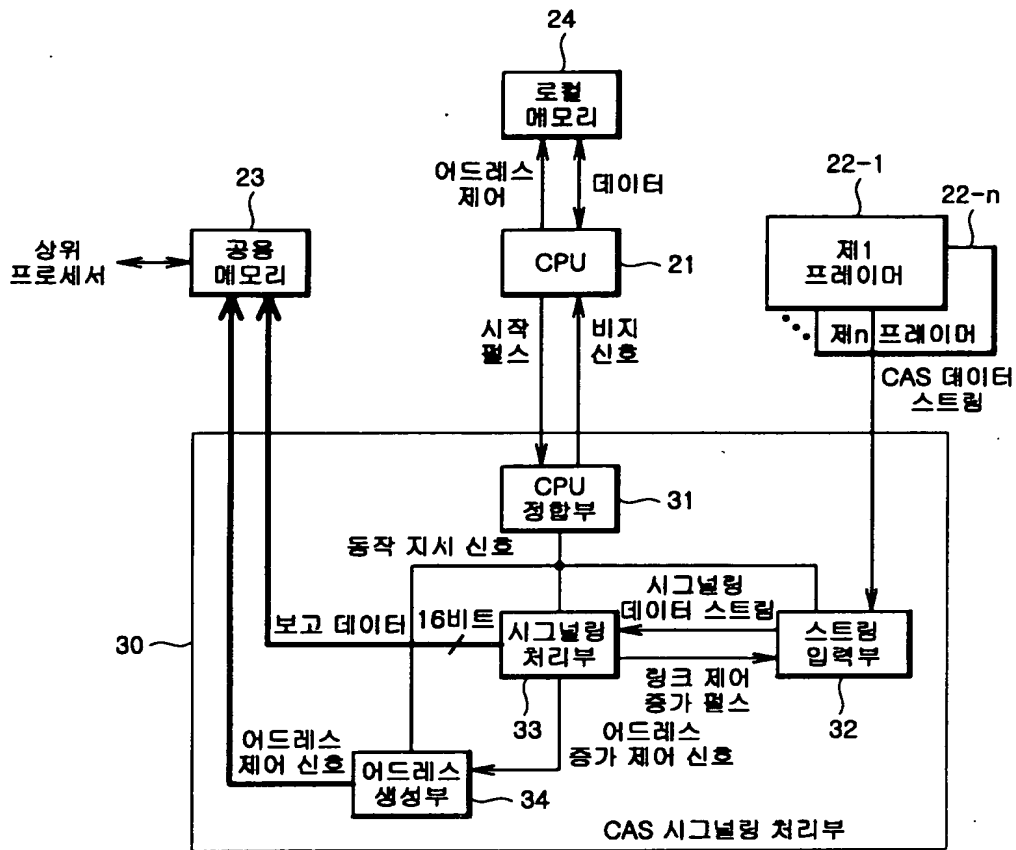 24
로컬
메모리
어드레스
제어
데이터
23
공용
메모리
상위
프로세서
CPU
21
22-1
22-n
제1
프레이머
제n 프레이머
시작
펄스
비지
신호
CAS 데이터
스트링
CPU
정합부
31
동작 지시 신호
시그널링
데이터 스트링
보고 데이터
16비트
시그널링
처리부
33
스트링
입력부
32
30
링크 제어
증가 펄스
어드레스
제어 신호
어드레스
증가 제어 신호
어드레스
생성부
34
CAS 시그널링 처리부